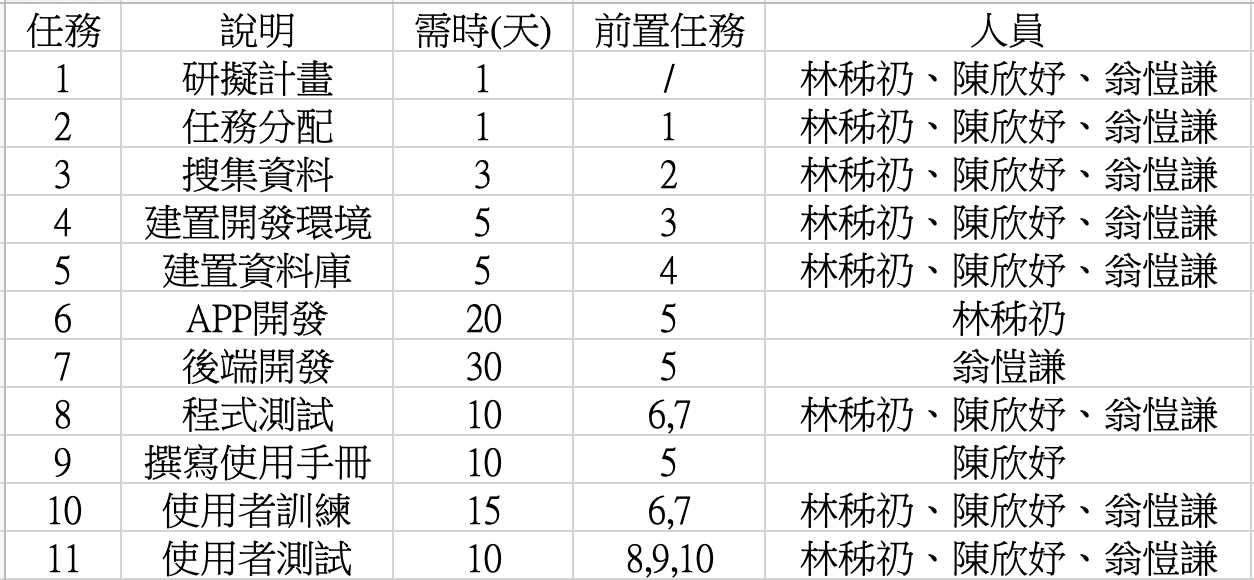 任務 說明 需時(天) 前置任務 人員
1 研擬計畫 1 / 林秭礽、陳欣妤、翁愷謙
2 任務分配 1 1 林秭礽、陳欣妤、翁愷謙
3 搜集資料 3 2 林秭礽、陳欣妤、翁愷謙
4 建置開發環境 5 3 林秭礽、陳欣妤、翁愷謙
5 建置資料庫 5 4 林秭礽、陳欣妤、翁愷謙
6 APP開發 20 5 林秭礽
7 後端開發 30 5 翁愷謙
8 程式測試 10 6,7 林秭礽、陳欣妤、翁愷謙
9 撰寫使用手冊 10 5 陳欣妤
10 使用者訓練 15 6,7 林秭礽、陳欣妤、翁愷謙
11 使用者測試 10 8,9,10 林秭礽、陳欣妤、翁愷謙